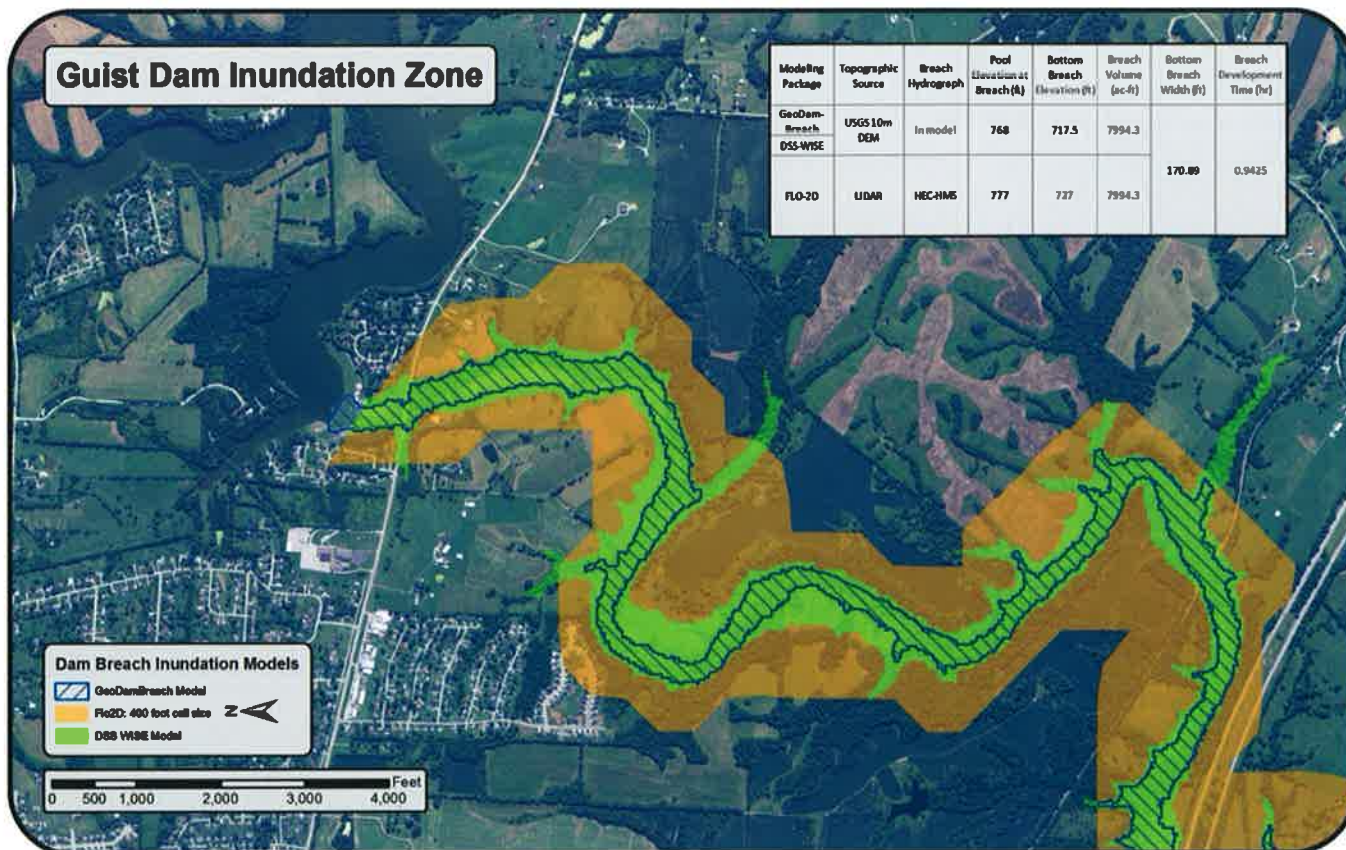 Guist Dam Inundation Zone
Modeling Package
Topographic Source
Breach Hydrograph
Pool Elevation at Breach (ft)
Bottom Breach Elevation (ft)
Breach Volume (ac-ft)
Bottom Breach Width (ft)
Breach Development Time (hr)
GeoDam-Breach
USGS 10m DEM
In model
768
717.5
7994.3
170.89
0.9425
DSS-WISE
FLO-2D
LIDAR
HEC-HMS
777
727
7994.3
Dam Breach Inundation Models
GeoDamBreach Model
Flo2D: 400 foot cell size
N
DSS WISE Model
Feet
0 500 1,000 2,000 3,000 4,000